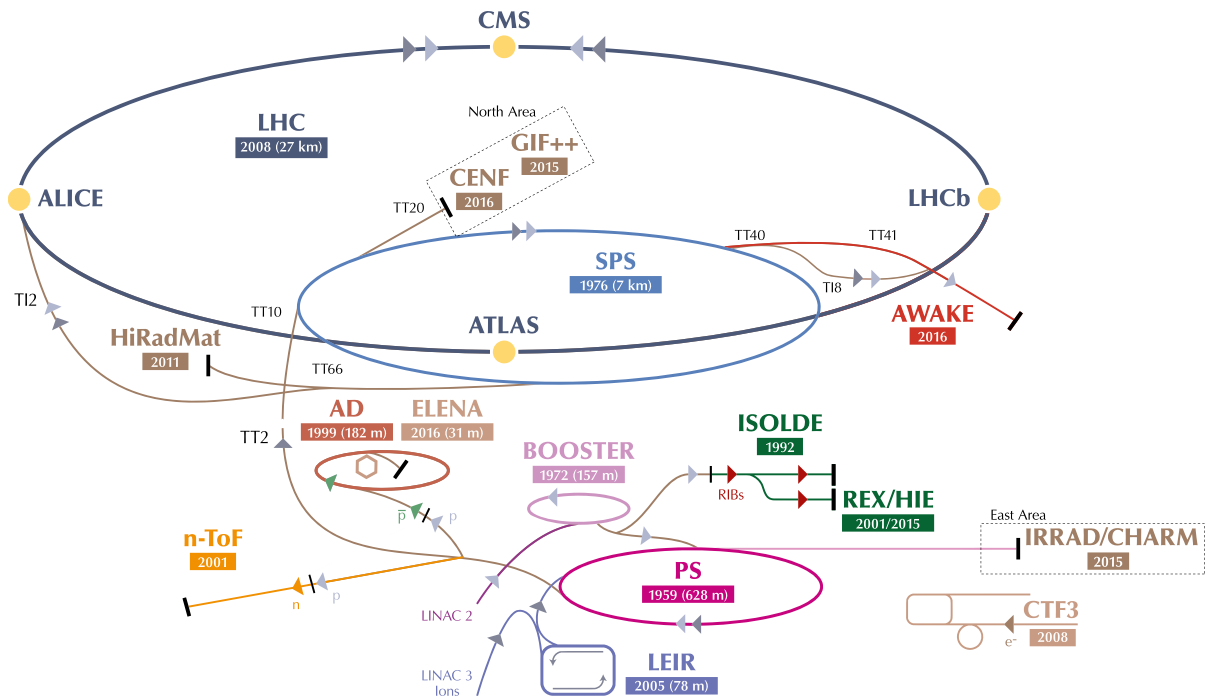 CMS
North Area
LHC
2008 (27 km)
GIF++
2015
CENF
2016
ALICE
LHCb
TT20
TT40
TT41
SPS
1976 (7 km)
TI2
TI8
TT10
ATLAS
AWAKE
2016
HiRadMat
2011
TT66
AD
1999 (182 m)
ELENA
2016 (31 m)
TT2
BOOSTER
1972 (157 m)
ISOLDE
1992
RIBs
REX/HIE
2001/2015
p̅
p
East Area
n-ToF
2001
IRRAD/CHARM
2015
PS
1959 (628 m)
n
p
LINAC 2
CTF3
2008
e-
LINAC 3
Ions
LEIR
2005 (78 m)